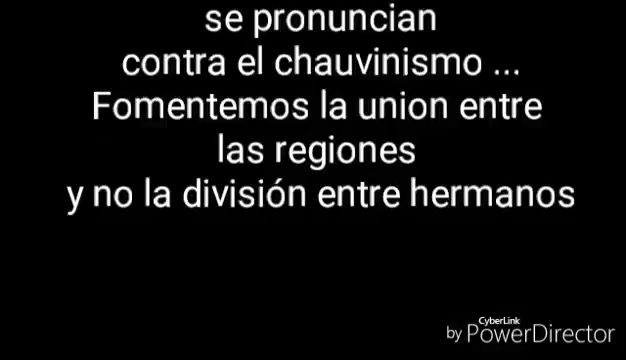 se pronuncian
contra el chauvinismo ...
Fomentemos la union entre
las regiones
y no la división entre hermanos
CyberLink
by PowerDirector